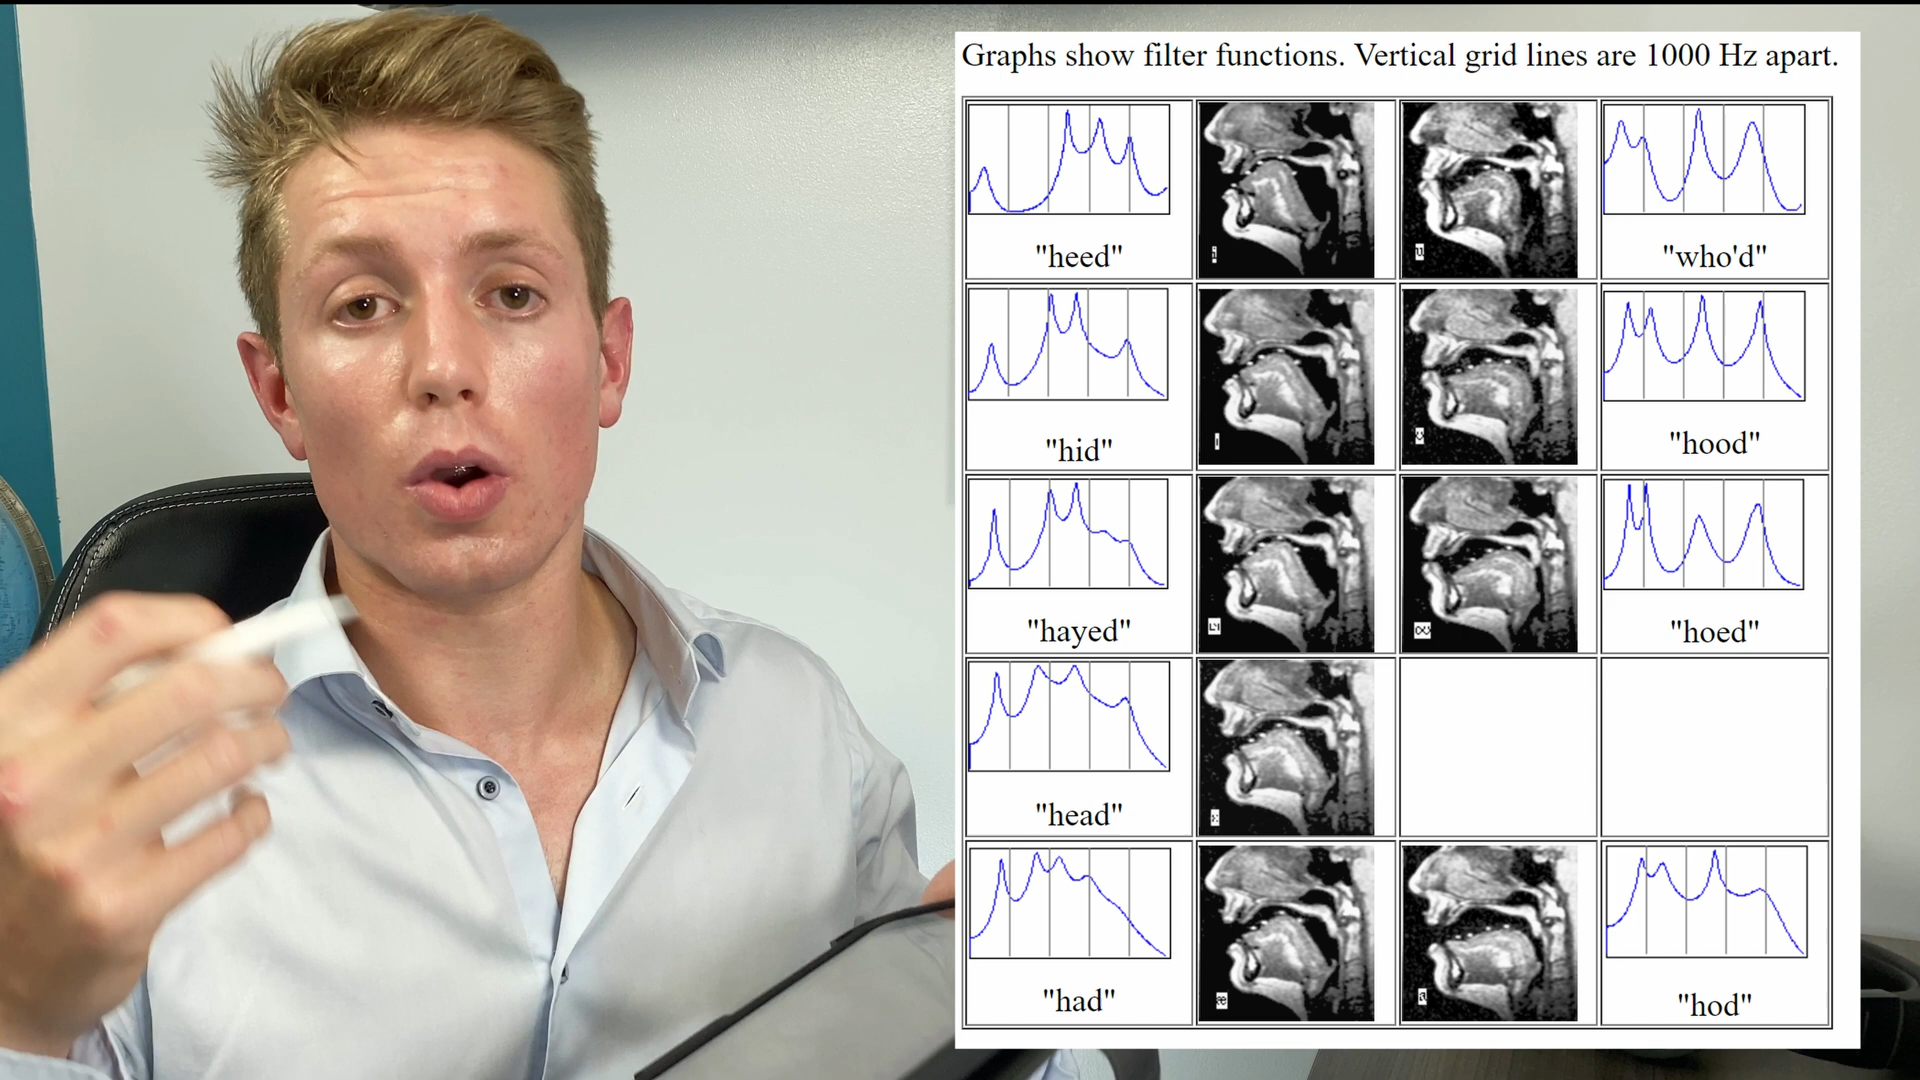 Graphs show filter functions. Vertical grid lines are 1000 Hz apart.
"heed"
i
u
"who'd"
"hid"
ɪ
ʊ
"hood"
"hayed"
"hoed"
"head"
ɛ
"had"
æ
a
"hod"